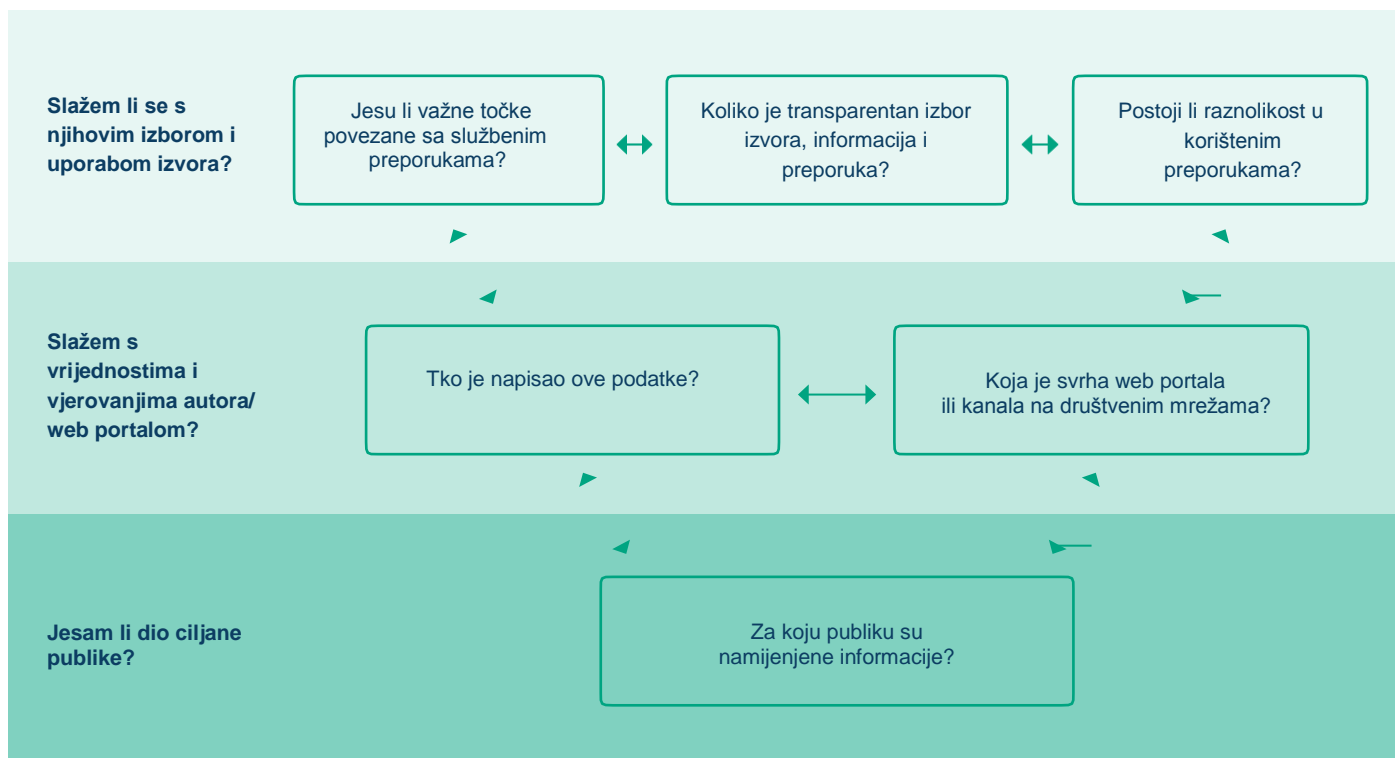 Slažem li se s
njihovim izborom i
uporabom izvora?
Jesu li važne točke
povezane sa službenim
preporukama?
Koliko je transparentan izbor
izvora, informacija i
preporuka?
Postoji li raznolikost u
korištenim
preporukama?
Slažem s
vrijednostima i
vjerovanjima autora/
web portalom?
Tko je napisao ove podatke?
Koja je svrha web portala
ili kanala na društvenim mrežama?
Jesam li dio ciljane
publike?
Za koju publiku su
namijenjene informacije?